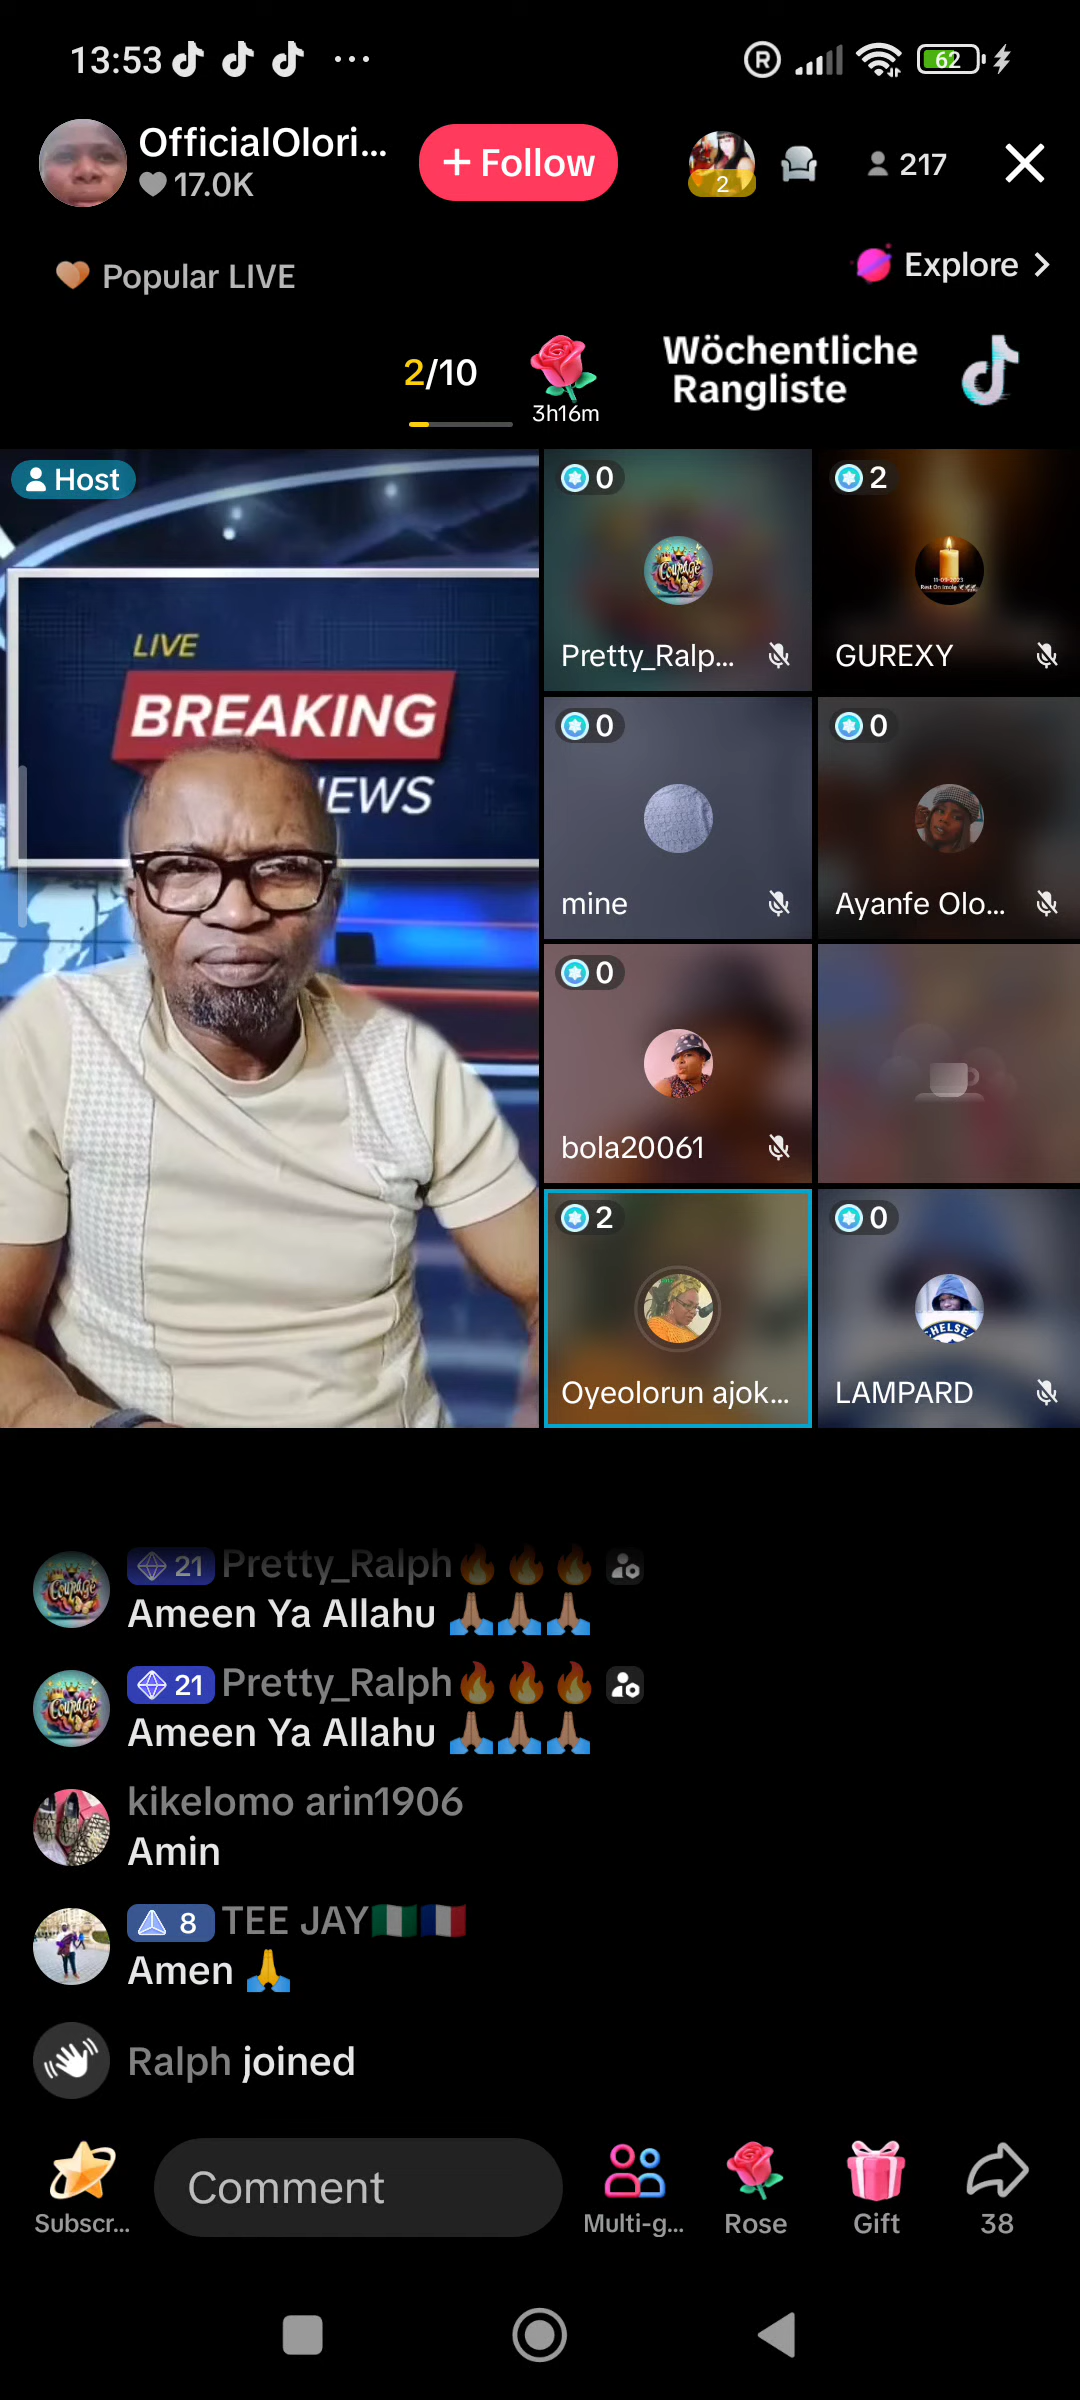 13:53
62
OfficialOlori...
17.0K
+ Follow
2
217
Popular LIVE
Explore
2/10
3h16m
Wöchentliche
Rangliste
Host
LIVE
BREAKING
NEWS
0
Courage
Pretty_Ralp...
2
GUREXY
0
mine
0
Ayanfe Olo...
0
bola20061
2
Oyeolorun ajok...
0
LAMPARD
21 Pretty_Ralph🔥🔥🔥
Ameen Ya Allahu 🙏🏽🙏🏽🙏🏽
21 Pretty_Ralph🔥🔥🔥
Ameen Ya Allahu 🙏🏽🙏🏽🙏🏽
kikelomo arin1906
Amin
8 TEE JAY🇳🇬🇫🇷
Amen 🙏
Ralph joined
Subscr...
Comment
Multi-g...
Rose
Gift
38